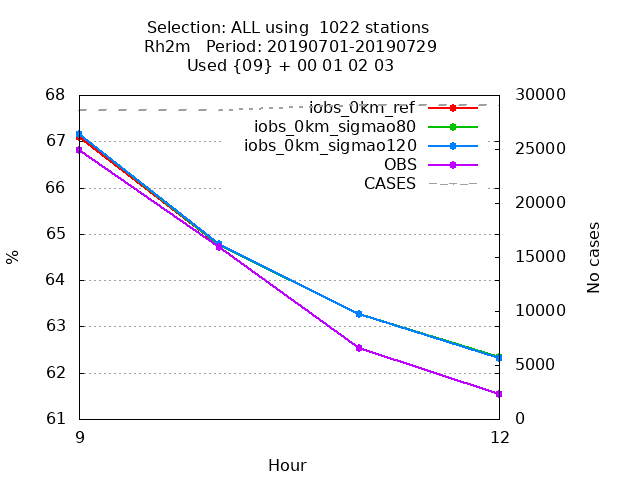 Selection: ALL using  1022 stations
Rh2m   Period: 20190701-20190729
Used {09} + 00 01 02 03
68
67
66
65
64
63
62
61
%
30000
25000
20000
15000
10000
5000
0
No cases
iobs_0km_ref
iobs_0km_sigmao80
iobs_0km_sigmao120
OBS
CASES
9
12
Hour